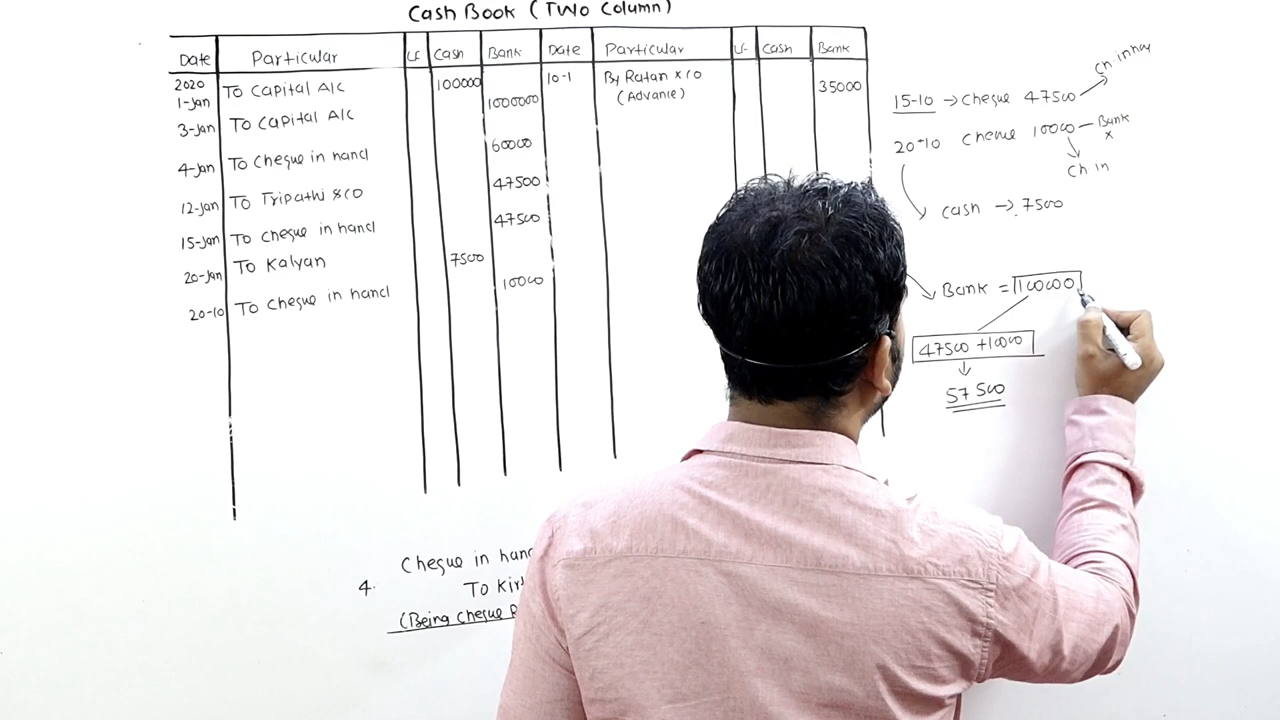 Cash Book (Two Column)
Date Particular LF Cash Bank Date Particular LF Cash Bank
2020
1-Jan To Capital A/c 100000 10-1 By Ratan & Co 35000
(Advance)
3-Jan To Capital A/c 1000000
4-Jan To Cheque in hand 60000
12-Jan To Tripathi & Co 47500
15-Jan To Cheque in hand 47500
20-Jan To Kalyan 7500
20-10 To Cheque in hand 10000
15-10 → Cheque 47500
20-10 Cheque 10000 — Bank
x
Ch in
Cash → 7500
Bank = 100000
47500 + 10000
57500
4. Cheque in hand
To
(Being Cheque